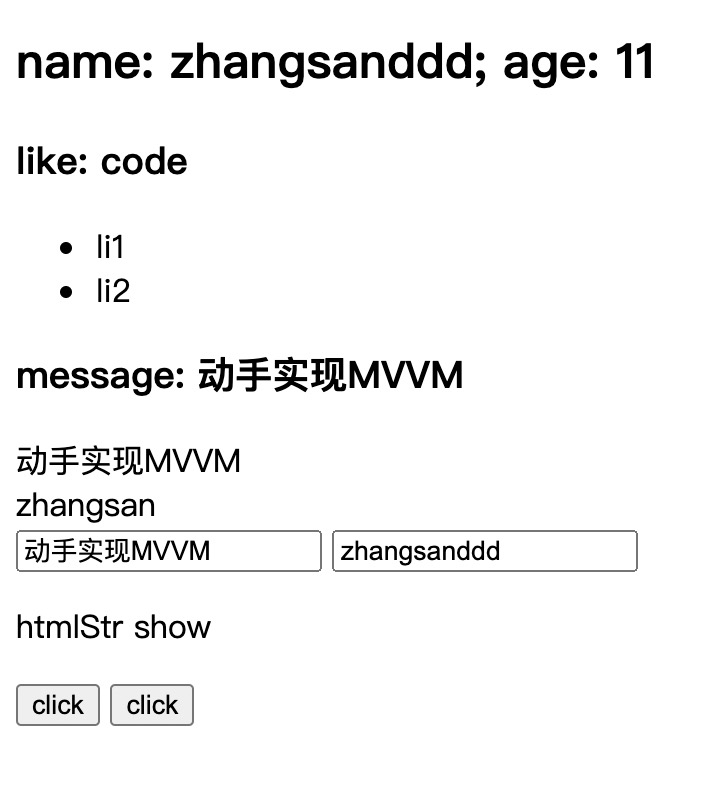 name: zhangsanddd; age: 11
like: code
li1
li2
message: 动手实现MVVM
动手实现MVVM
zhangsan
动手实现MVVM zhangsanddd
htmlStr show
click click